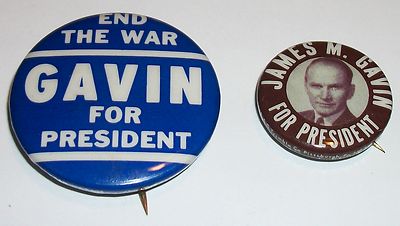 END
THE WAR
GAVIN
FOR
PRESIDENT
JAMES M. GAVIN
FOR PRESIDENT